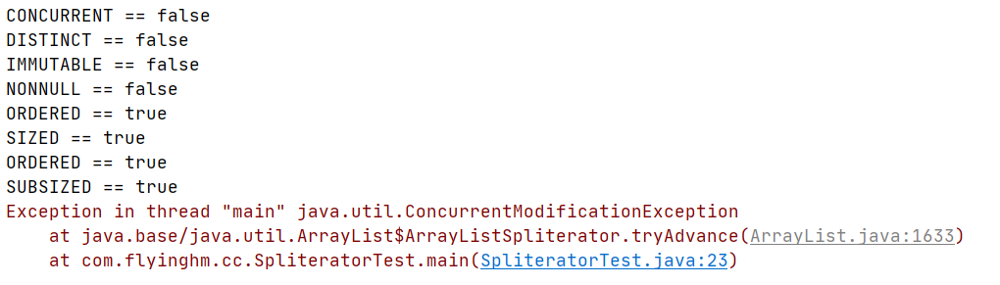 CONCURRENT == false
DISTINCT == false
IMMUTABLE == false
NONNULL == false
ORDERED == true
SIZED == true
ORDERED == true
SUBSIZED == true
Exception in thread "main" java.util.ConcurrentModificationException
    at java.base/java.util.ArrayList$ArrayListSpliterator.tryAdvance(ArrayList.java:1633)
    at com.flyinghm.cc.SpliteratorTest.main(SpliteratorTest.java:23)